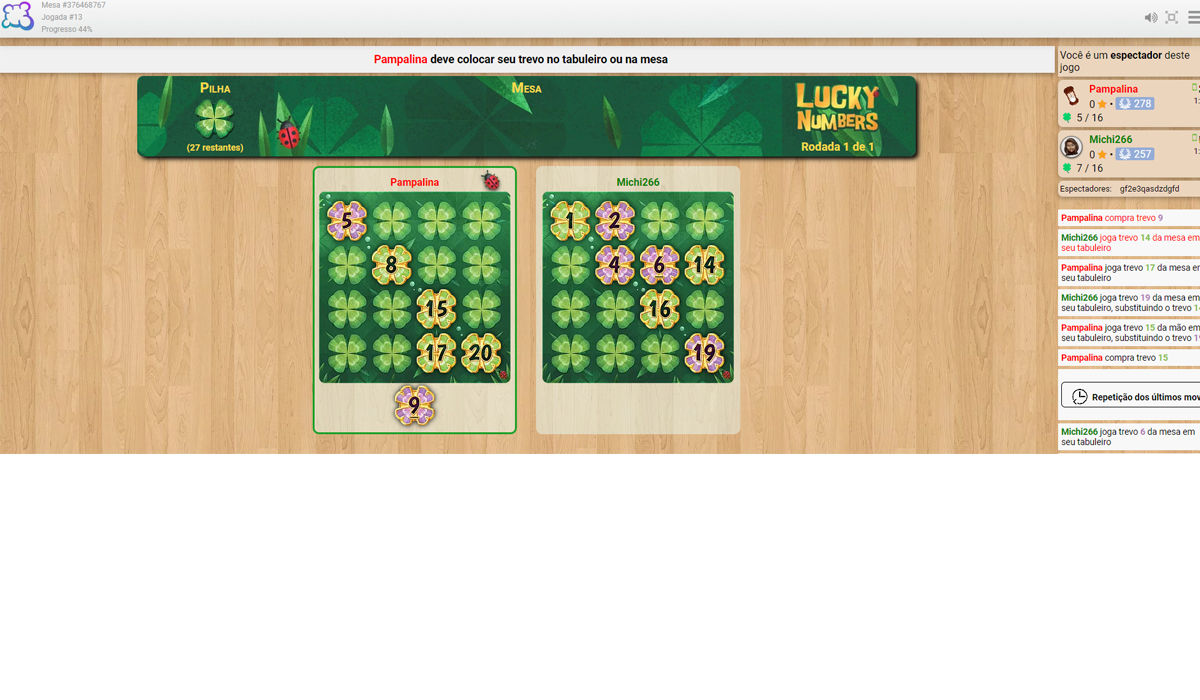 Mesa #376468767
Jogada #13
Progresso 44%
Pampalina deve colocar seu trevo no tabuleiro ou na mesa
Você é um espectador deste
jogo
Pilha
(27 restantes)
Mesa
LUCKY
NUMBERS
Rodada 1 de 1
Pampalina
0 • 278
5 / 16
Michi266
0 • 257
7 / 16
Espectadores: gf2e3qasdzdgfd
Pampalina
5
8
15
17 20
9
Michi266
1 2
4 6 14
16
19
Pampalina compra trevo 9
Michi266 joga trevo 14 da mesa em
seu tabuleiro
Pampalina joga trevo 17 da mesa em
seu tabuleiro
Michi266 joga trevo 19 da mesa em
seu tabuleiro, substituindo o trevo
Pampalina joga trevo 15 da mão em
seu tabuleiro, substituindo o trevo
Pampalina compra trevo 15
Repetição dos últimos mov
Michi266 joga trevo 6 da mesa em
seu tabuleiro